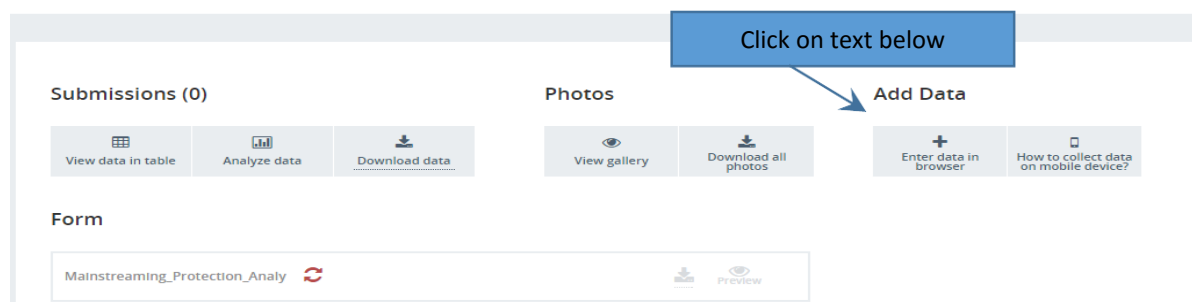 Click on text below
Submissions (0)
Photos
Add Data
View data in table
Analyze data
Download data
View gallery
Download all
photos
Enter data in
browser
How to collect data
on mobile device?
Form
Mainstreaming_Protection_Analy
Preview